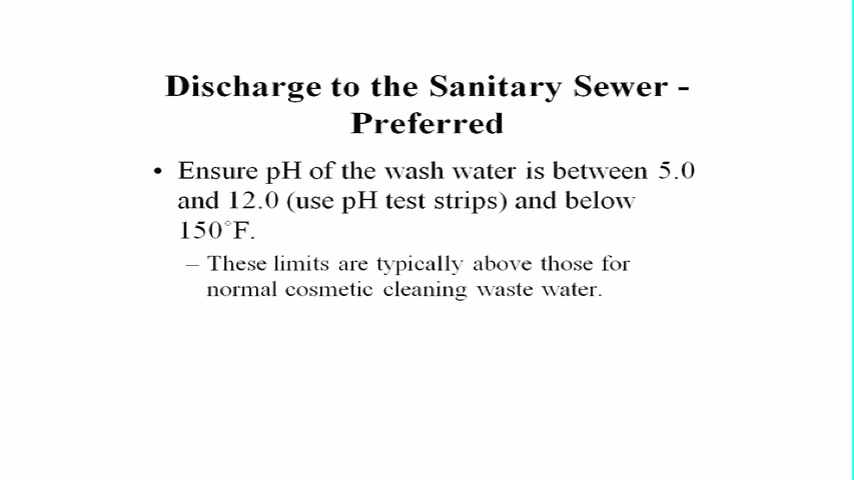 Discharge to the Sanitary Sewer -
Preferred
• Ensure pH of the wash water is between 5.0
and 12.0 (use pH test strips) and below
150°F.
– These limits are typically above those for
normal cosmetic cleaning waste water.